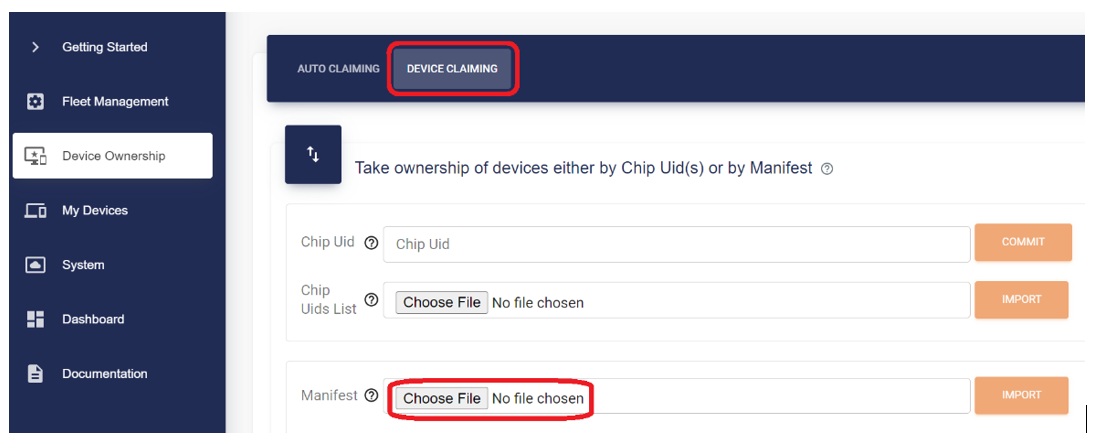 Getting Started
Fleet Management
Device Ownership
My Devices
System
Dashboard
Documentation
AUTO CLAIMING DEVICE CLAIMING
Take ownership of devices either by Chip Uid(s) or by Manifest ?
Chip Uid ? Chip Uid COMMIT
Chip
Uids List ? Choose File No file chosen IMPORT
Manifest ? Choose File No file chosen IMPORT